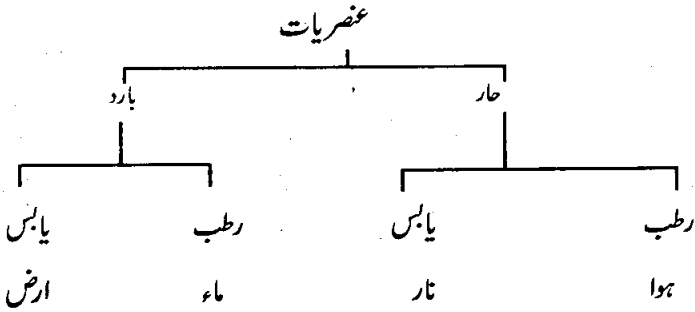 عنصریات
حار بارد
رطب یابس رطب یابس
ہوا نار ماء ارض